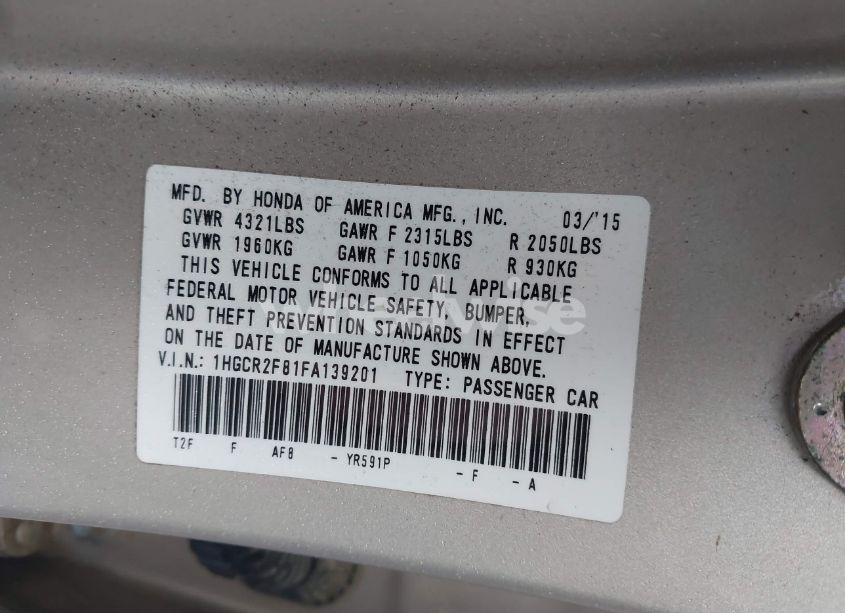 MFD. BY HONDA OF AMERICA MFG., INC. 03/'15
GVWR 4321LBS GAWR F 2315LBS R 2050LBS
GVWR 1960KG GAWR F 1050KG R 930KG
THIS VEHICLE CONFORMS TO ALL APPLICABLE
FEDERAL MOTOR VEHICLE SAFETY, BUMPER,
AND THEFT PREVENTION STANDARDS IN EFFECT
ON THE DATE OF MANUFACTURE SHOWN ABOVE.
V.I.N.: 1HGCR2F81FA139201 TYPE: PASSENGER CAR
T2F F AF8 - YR591P - F - A